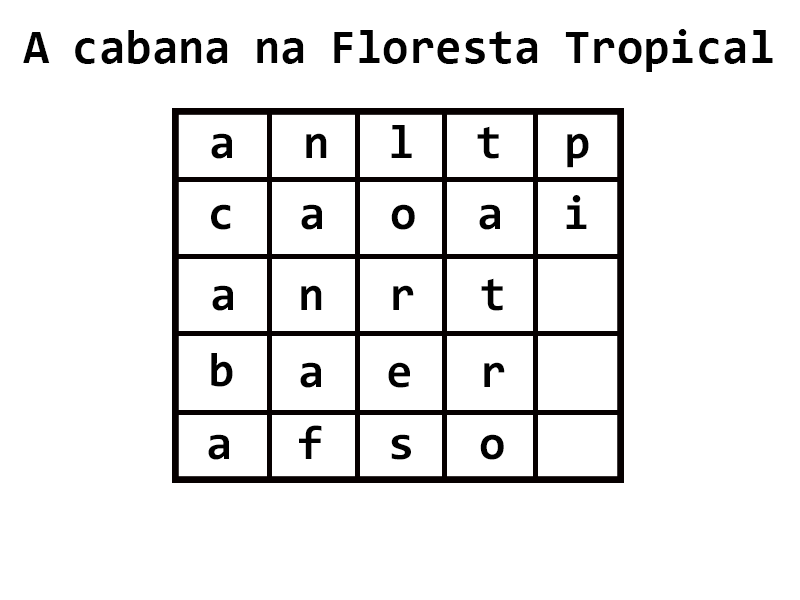 A cabana na Floresta Tropical
a n l t p
c a o a i
a n r t
b a e r
a f s o